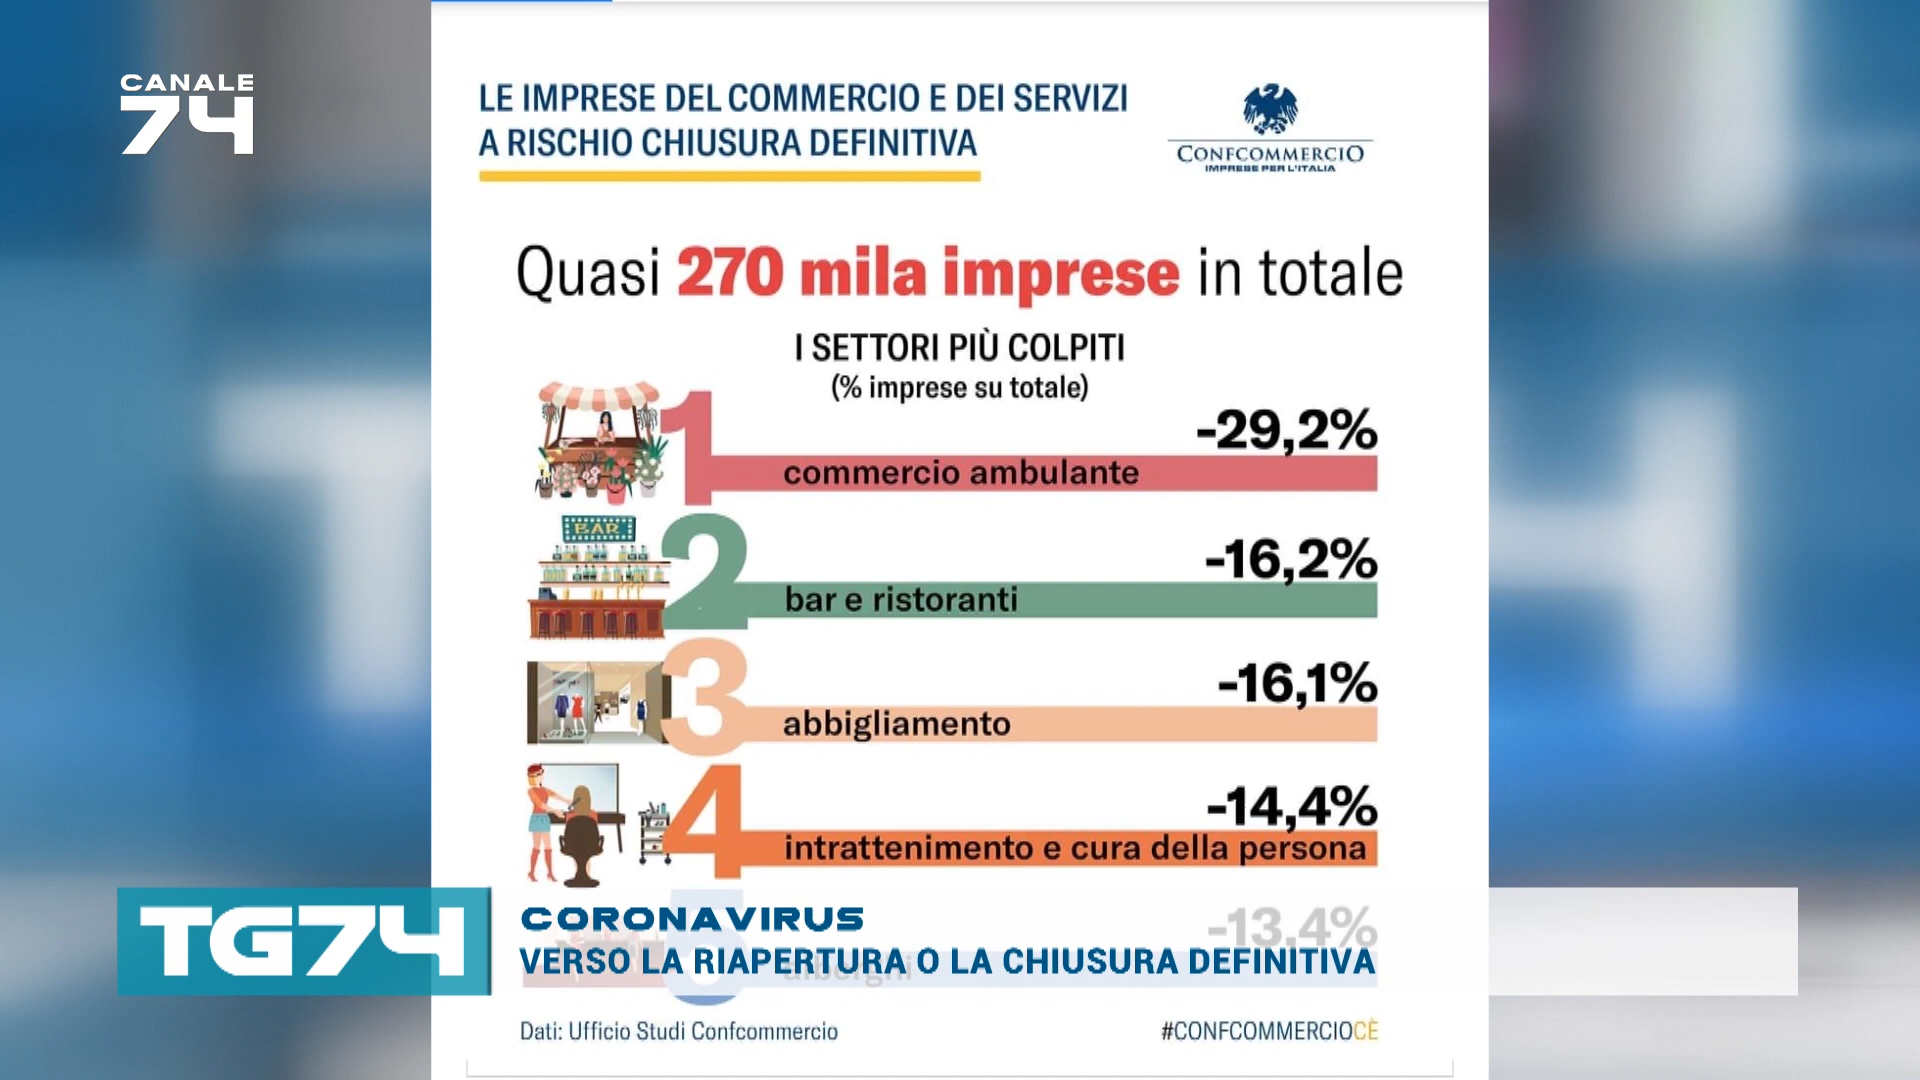 CANALE
74
LE IMPRESE DEL COMMERCIO E DEI SERVIZI
A RISCHIO CHIUSURA DEFINITIVA
CONFCOMMERCIO
IMPRESE PER L'ITALIA
Quasi 270 mila imprese in totale
I SETTORI PIÙ COLPITI
(% imprese su totale)
1
-29,2%
commercio ambulante
BAR
2
-16,2%
bar e ristoranti
3
-16,1%
abbigliamento
4
-14,4%
intrattenimento e cura della persona
5
-13,4%
alberghi
TG74
CORONAVIRUS
VERSO LA RIAPERTURA O LA CHIUSURA DEFINITIVA
Dati: Ufficio Studi Confcommercio
#CONFCOMMERCIOCÈ